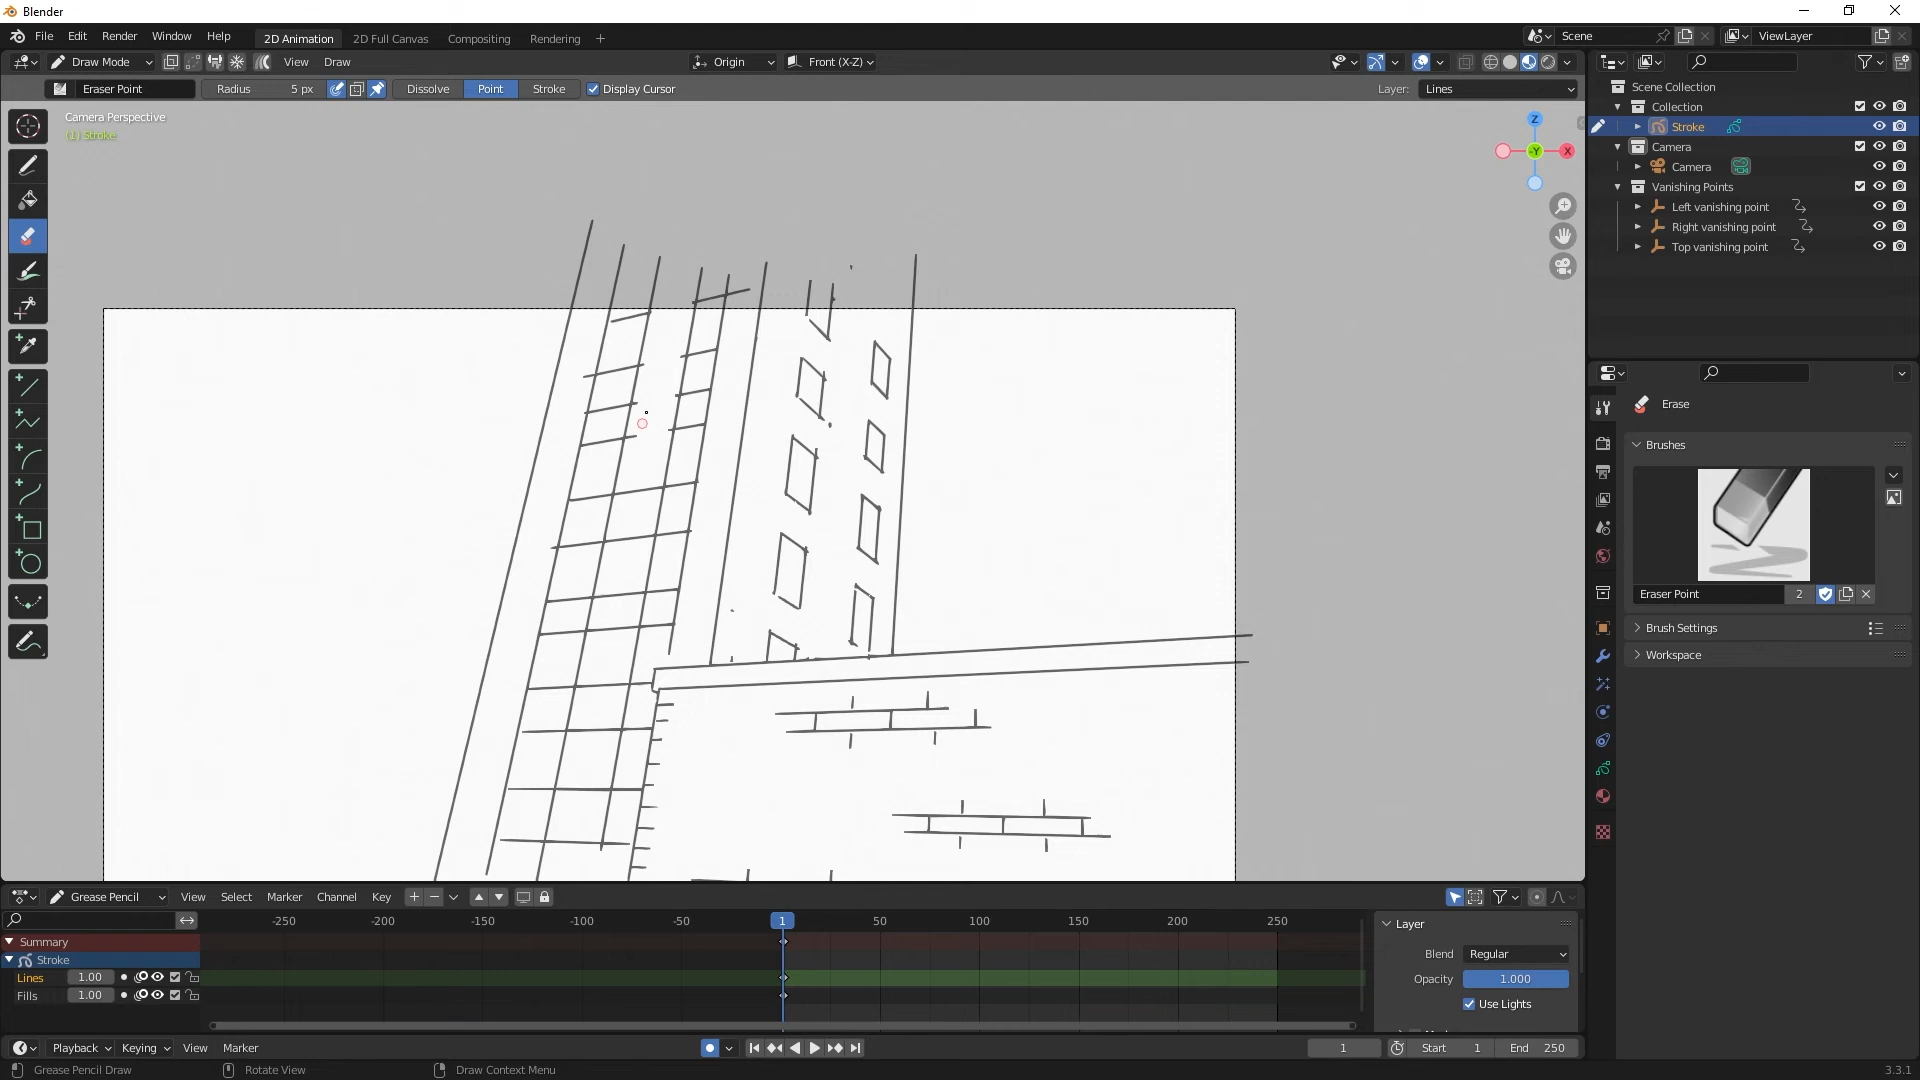 Blender
File Edit Render Window Help 2D Animation 2D Full Canvas Compositing Rendering + Scene ViewLayer
Draw Mode View Draw Origin Front (X-Z)
Eraser Point Radius 5 px Dissolve Point Stroke Display Cursor Layer: Lines
Scene Collection
Collection
Stroke
Camera
Camera
Vanishing Points
Left vanishing point
Right vanishing point
Top vanishing point
Camera Perspective
(1) Stroke
Z
-Y X
Erase
Brushes
Eraser Point 2
Brush Settings
Workspace
Grease Pencil View Select Marker Channel Key
-250 -200 -150 -100 -50 1 50 100 150 200 250
Summary
Stroke
Lines 1.00
Fills 1.00
Layer
Blend Regular
Opacity 1.000
Use Lights
Playback Keying View Marker 1 Start 1 End 250
Grease Pencil Draw Rotate View Draw Context Menu 3.3.1